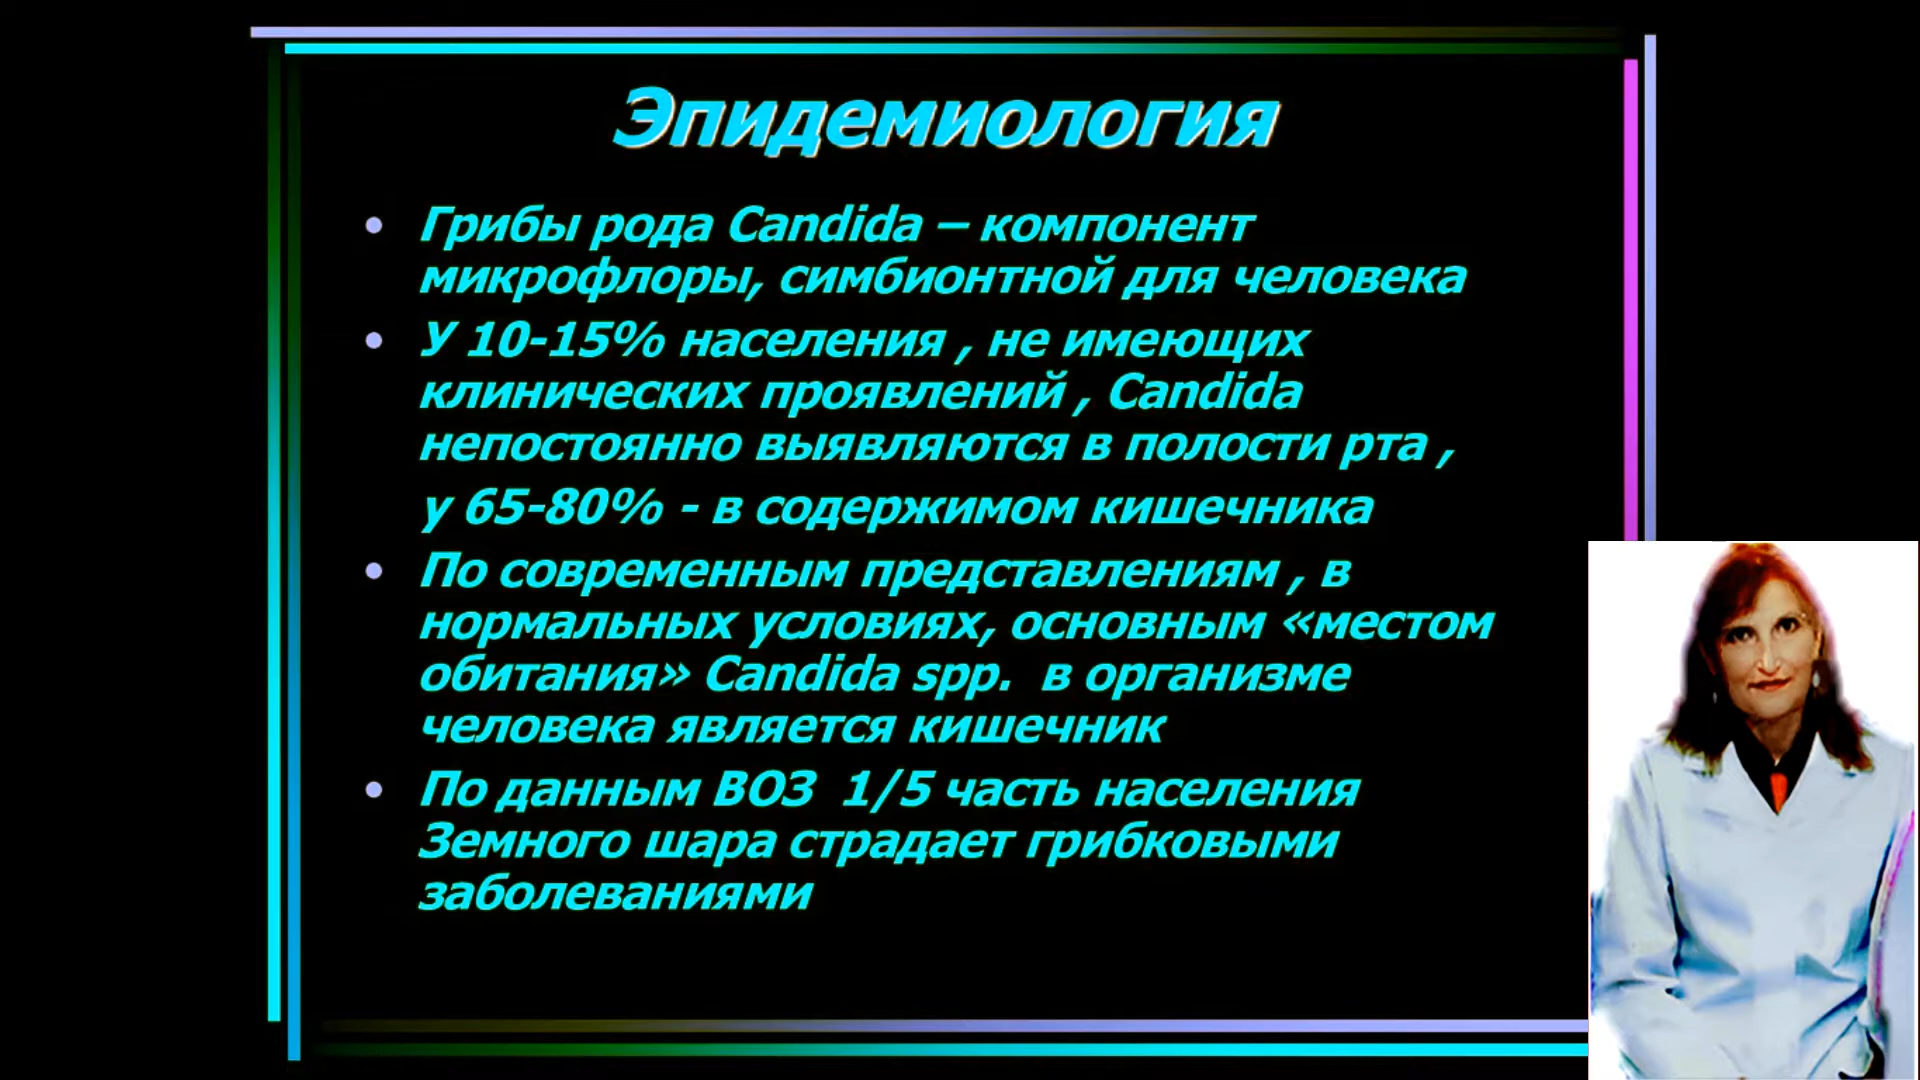 Эпидемиология
• Грибы рода Candida – компонент
микрофлоры, симбионтной для человека
• У 10-15% населения , не имеющих
клинических проявлений , Candida
непостоянно выявляются в полости рта ,
у 65-80% - в содержимом кишечника
• По современным представлениям , в
нормальных условиях, основным «местом
обитания» Candida spp. в организме
человека является кишечник
• По данным ВОЗ 1/5 часть населения
Земного шара страдает грибковыми
заболеваниями